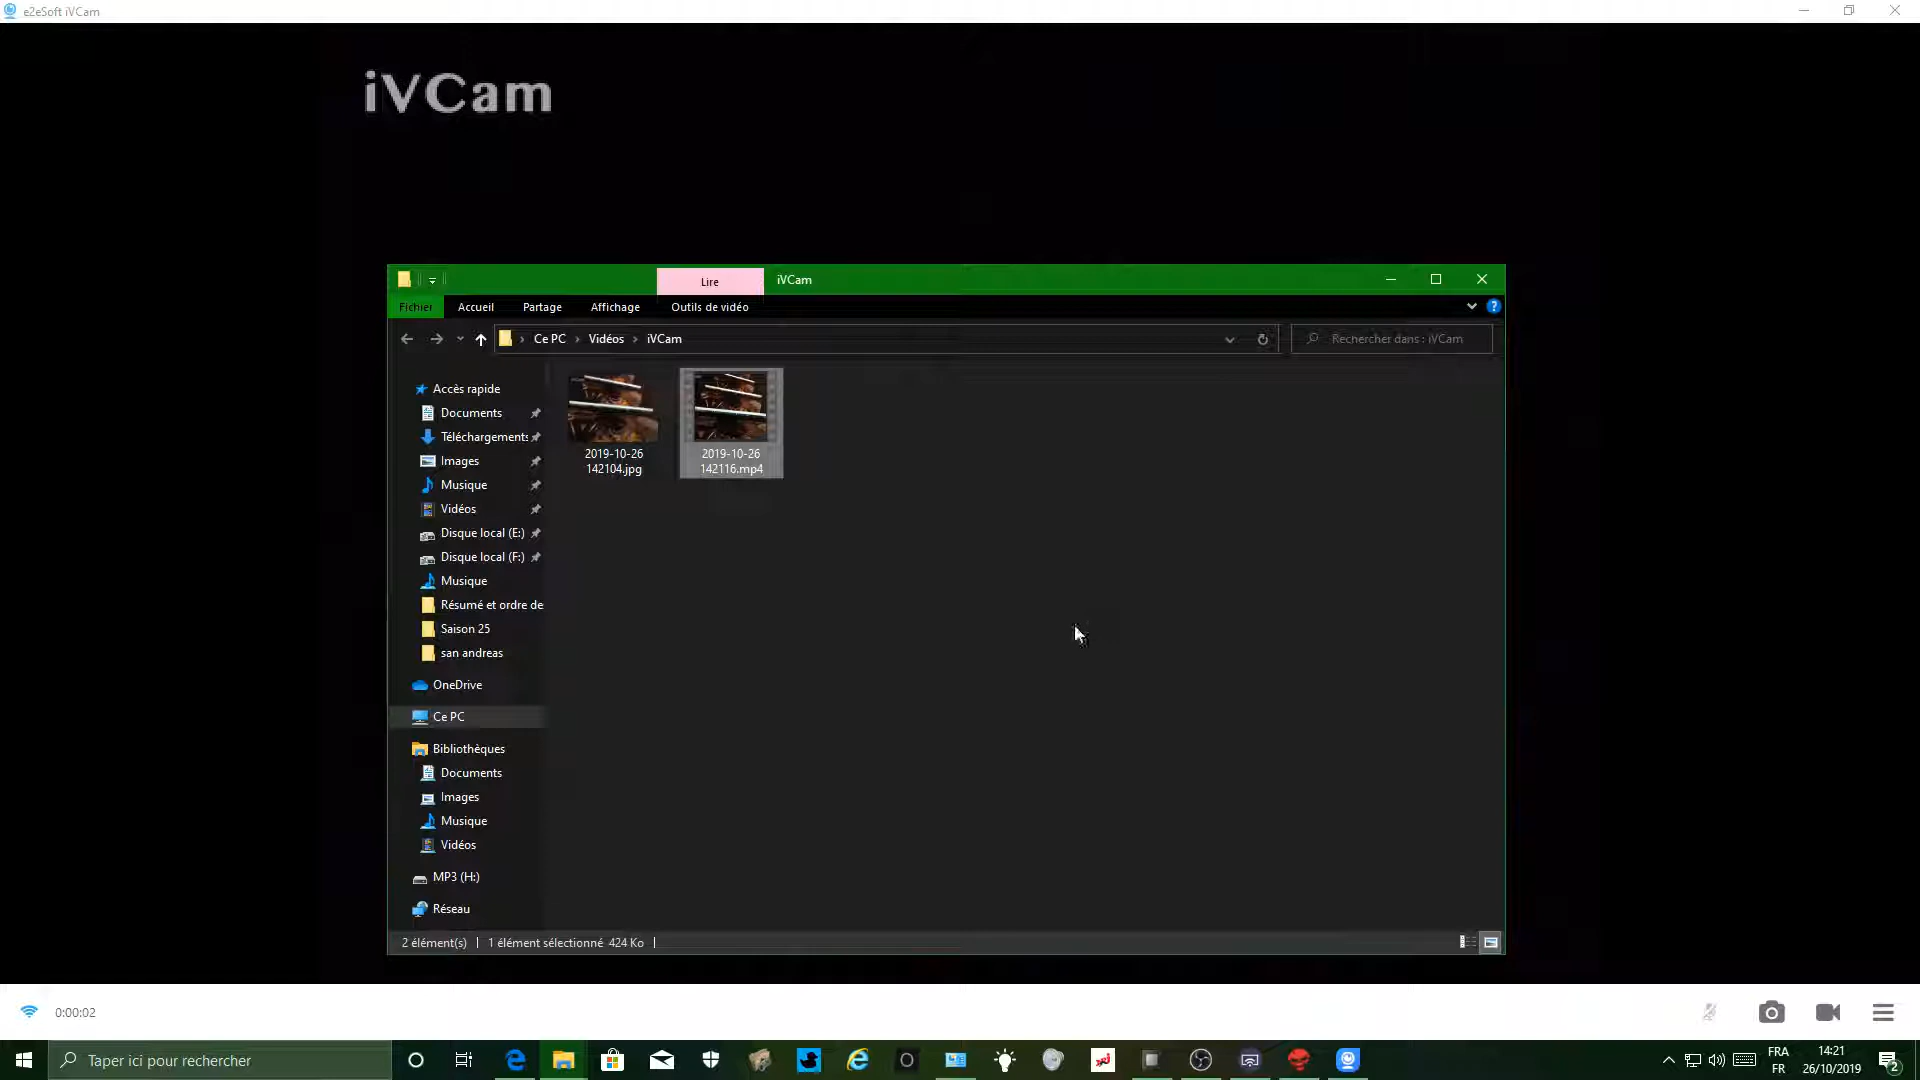 e2eSoft iVCam
iVCam
Lire
iVCam
Fichier
Accueil
Partage
Affichage
Outils de vidéo
Ce PC
Vidéos
iVCam
Rechercher dans : iVCam
Accès rapide
Documents
Téléchargements
Images
Musique
Vidéos
Disque local (E:)
Disque local (F:)
Musique
Résumé et ordre de
Saison 25
san andreas
OneDrive
Ce PC
Bibliothèques
Documents
Images
Musique
Vidéos
MP3 (H:)
Réseau
2019-10-26
142104.jpg
2019-10-26
142116.mp4
2 élément(s)
1 élément sélectionné 424 Ko
0:00:02
Taper ici pour rechercher
FRA
FR
14:21
26/10/2019
2